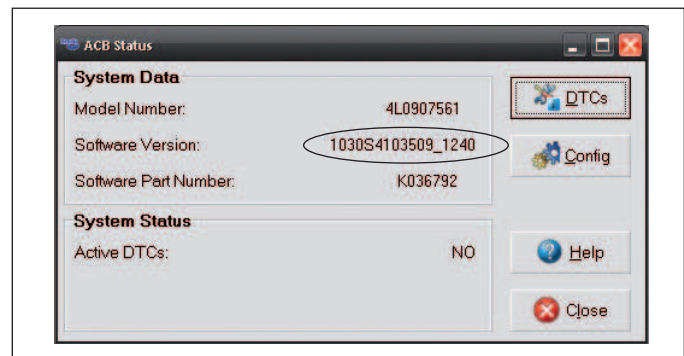 ACB Status
System Data
Model Number: 4L0907561
Software Version: 1030S4103509_1240
Software Part Number: K036792
System Status
Active DTCs: NO
DTCs
Config
Help
Close